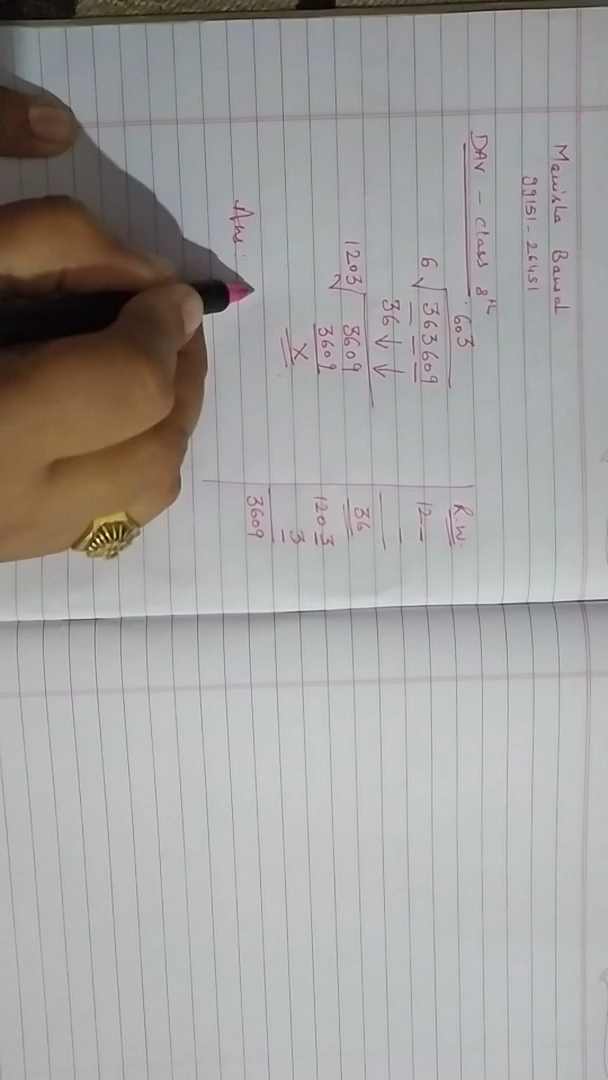 Manisha Bansal
99151-26451
DAV - Class 8th
603
6 √363609
36 ↓ ↓
1203 √ 3609
3609
X
Ans:
R.W.
12--
-
36
1203
3
3609